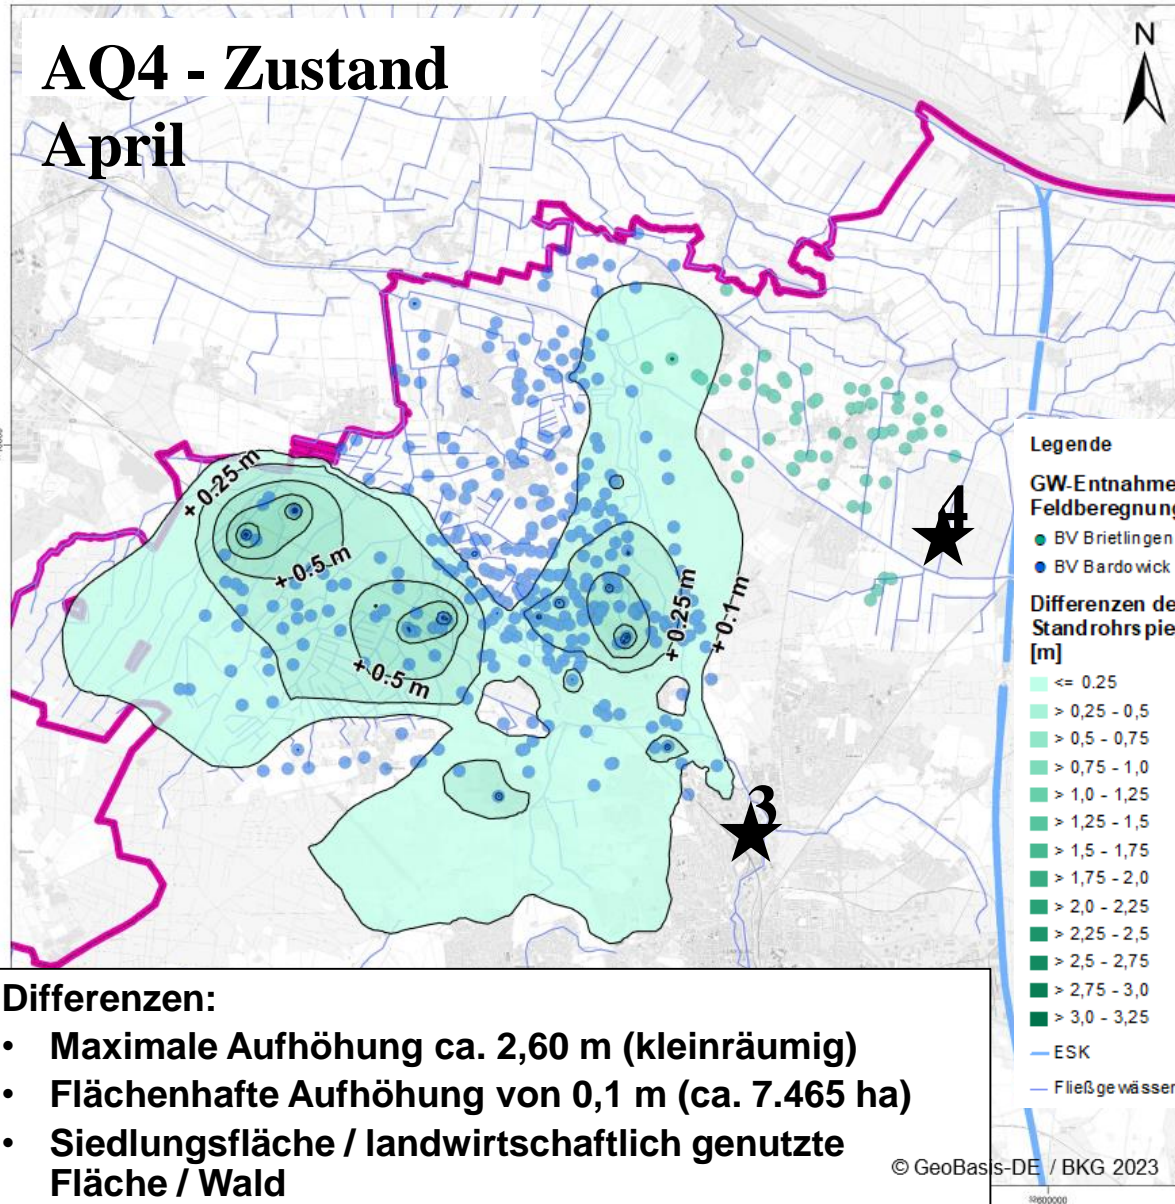 AQ4 - Zustand
April
N
+ 0.25 m
+ 0.5 m
+ 0.5 m
+ 0.25 m
+ 0.1 m
4
3
Legende
GW-Entnahme
Feldberegnung
BV Brietlingen
BV Bardowick
Differenzen de
Standrohrspie
[m]
<= 0.25
> 0,25 - 0,5
> 0,5 - 0,75
> 0,75 - 1,0
> 1,0 - 1,25
> 1,25 - 1,5
> 1,5 - 1,75
> 1,75 - 2,0
> 2,0 - 2,25
> 2,25 - 2,5
> 2,5 - 2,75
> 2,75 - 3,0
> 3,0 - 3,25
ESK
Fließgewässer
Differenzen:
• Maximale Aufhöhung ca. 2,60 m (kleinräumig)
• Flächenhafte Aufhöhung von 0,1 m (ca. 7.465 ha)
• Siedlungsfläche / landwirtschaftlich genutzte
Fläche / Wald
© GeoBasis-DE / BKG 2023